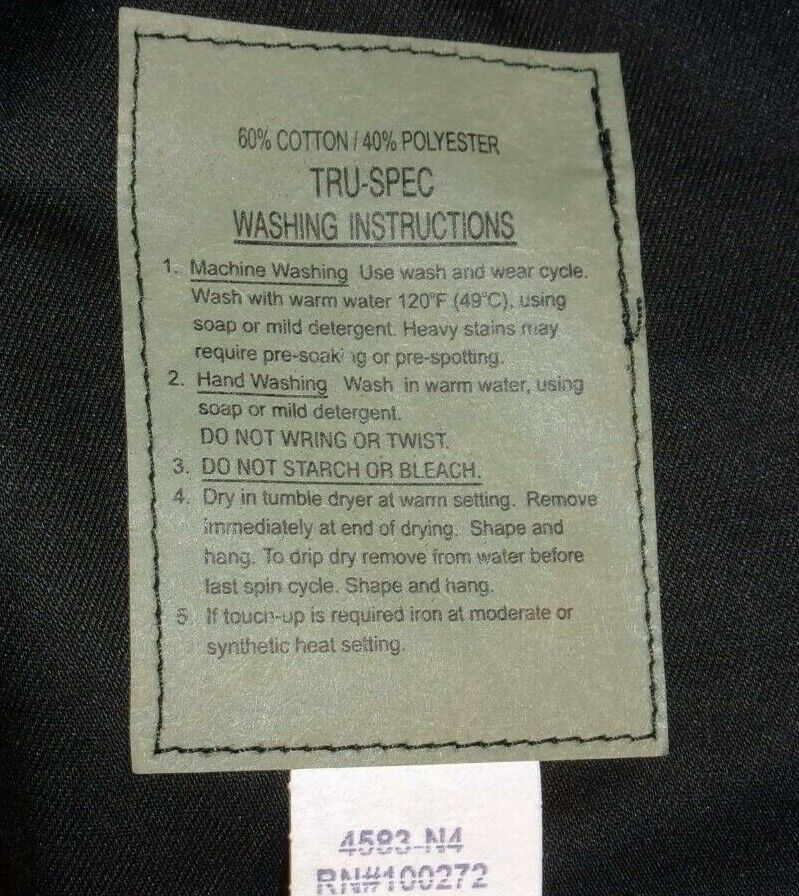 60% COTTON / 40% POLYESTER
TRU-SPEC
WASHING INSTRUCTIONS
1. Machine Washing Use wash and wear cycle.
Wash with warm water 120°F (49°C), using
soap or mild detergent. Heavy stains may
require pre-soaking or pre-spotting.
2. Hand Washing Wash in warm water, using
soap or mild detergent.
DO NOT WRING OR TWIST.
3. DO NOT STARCH OR BLEACH.
4. Dry in tumble dryer at warm setting. Remove
immediately at end of drying. Shape and
hang. To drip dry remove from water before
last spin cycle. Shape and hang.
5. If touch-up is required iron at moderate or
synthetic heat setting.
4593-N4
RN#100272